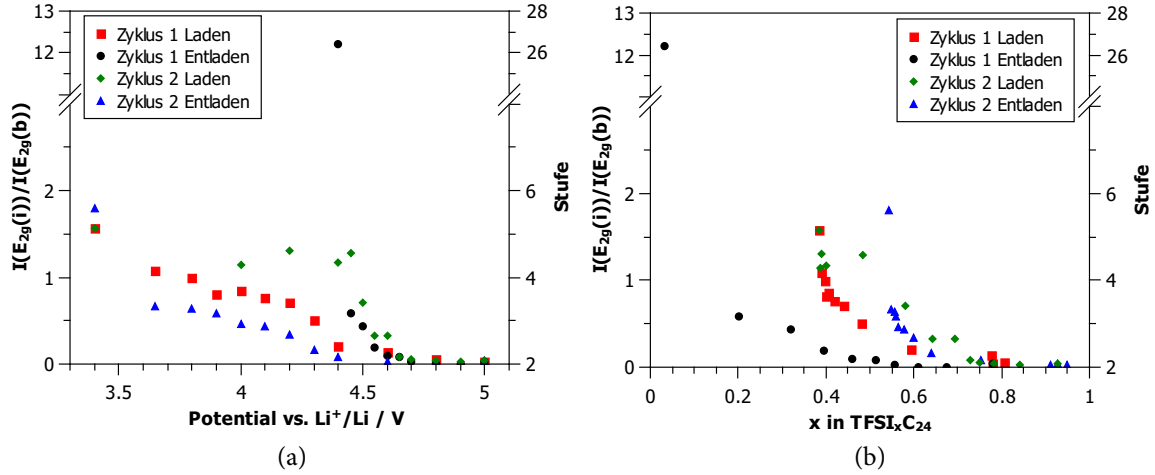 13
12
2
1
0
I(E2g(i))/I(E2g(b))
28
26
6
4
2
Stufe
Zyklus 1 Laden
Zyklus 1 Entladen
Zyklus 2 Laden
Zyklus 2 Entladen
3.5
4
4.5
5
Potential vs. Li⁺/Li / V
(a)
13
12
2
1
0
I(E2g(i))/I(E2g(b))
28
26
6
4
2
Stufe
Zyklus 1 Laden
Zyklus 1 Entladen
Zyklus 2 Laden
Zyklus 2 Entladen
0
0.2
0.4
0.6
0.8
1
x in TFSIₓC₂₄
(b)